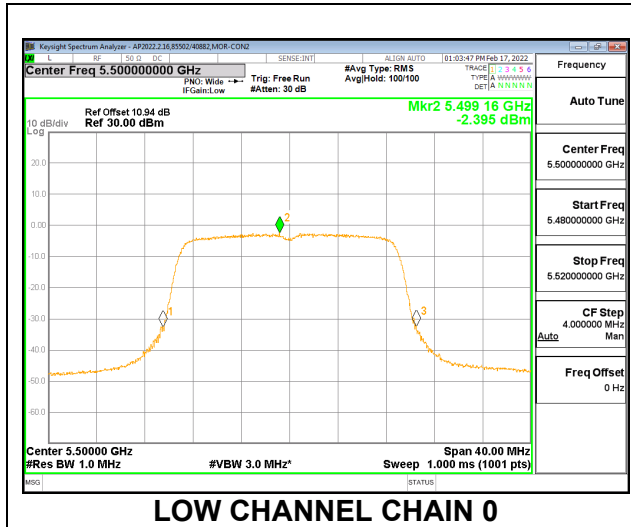 Keysight Spectrum Analyzer - AP2022.2.16,85502/40882,MOR-CON2
L RF 50 Ω DC SENSE:INT ALIGN AUTO 01:03:47 PM Feb 17, 2022
Center Freq 5.500000000 GHz
PNO: Wide
IFGain:Low
Trig: Free Run
#Atten: 30 dB
#Avg Type: RMS
Avg|Hold: 100/100
TRACE 1 2 3 4 5 6
TYPE A WWWWW
DET A N N N N N
Frequency
Auto Tune
Center Freq
5.500000000 GHz
Start Freq
5.480000000 GHz
Stop Freq
5.520000000 GHz
CF Step
4.000000 MHz
Auto Man
Freq Offset
0 Hz
Ref Offset 10.94 dB
10 dB/div Ref 30.00 dBm
Log
Mkr2 5.499 16 GHz
-2.395 dBm
20.0
10.0
0.00
-10.0
-20.0
-30.0
-40.0
-50.0
-60.0
1
2
3
Center 5.50000 GHz Span 40.00 MHz
#Res BW 1.0 MHz #VBW 3.0 MHz* Sweep 1.000 ms (1001 pts)
MSG STATUS
LOW CHANNEL CHAIN 0